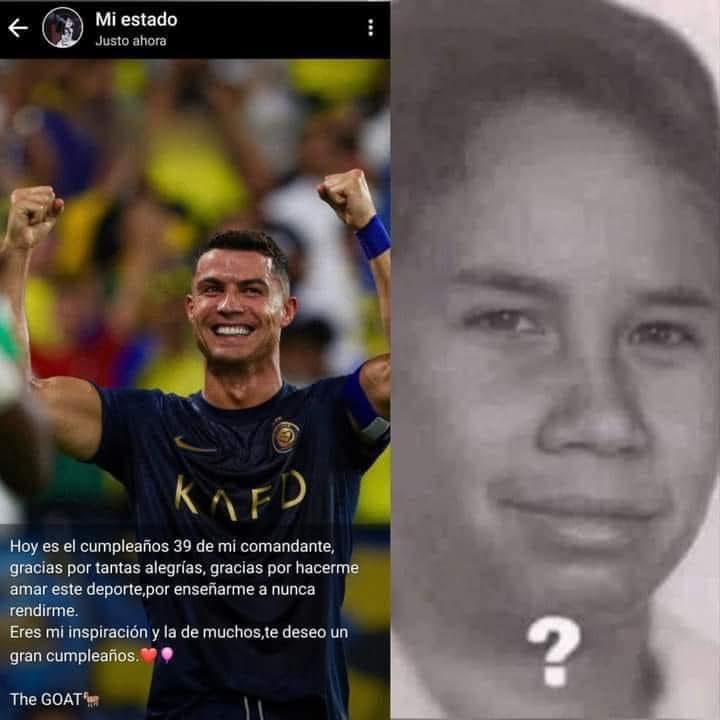 Mi estado
Justo ahora
KAFD
Hoy es el cumpleaños 39 de mi comandante,
gracias por tantas alegrías, gracias por hacerme
amar este deporte,por enseñarme a nunca
rendirme.
Eres mi inspiración y la de muchos,te deseo un
gran cumpleaños.❤️🎈
The GOAT🐐
?